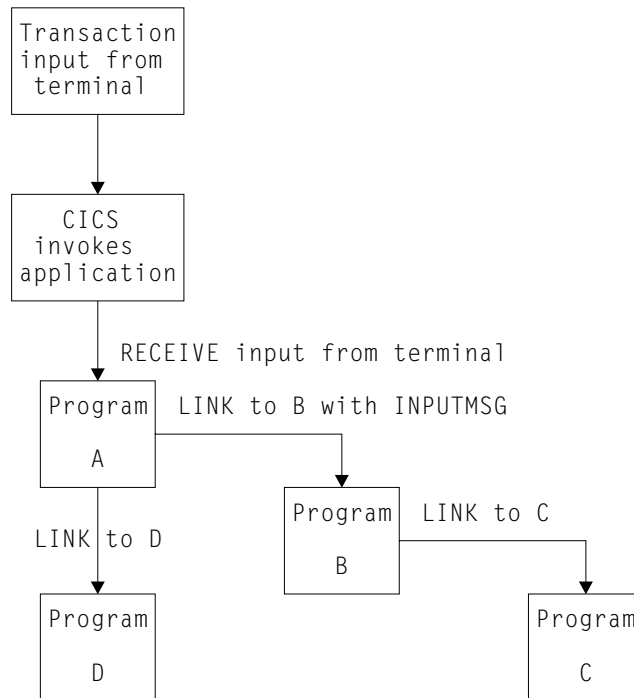 Transaction
input from
terminal
CICS
invokes
application
RECEIVE input from terminal
Program
A
LINK to B with INPUTMSG
Program
B
LINK to C
LINK to D
Program
D
Program
C